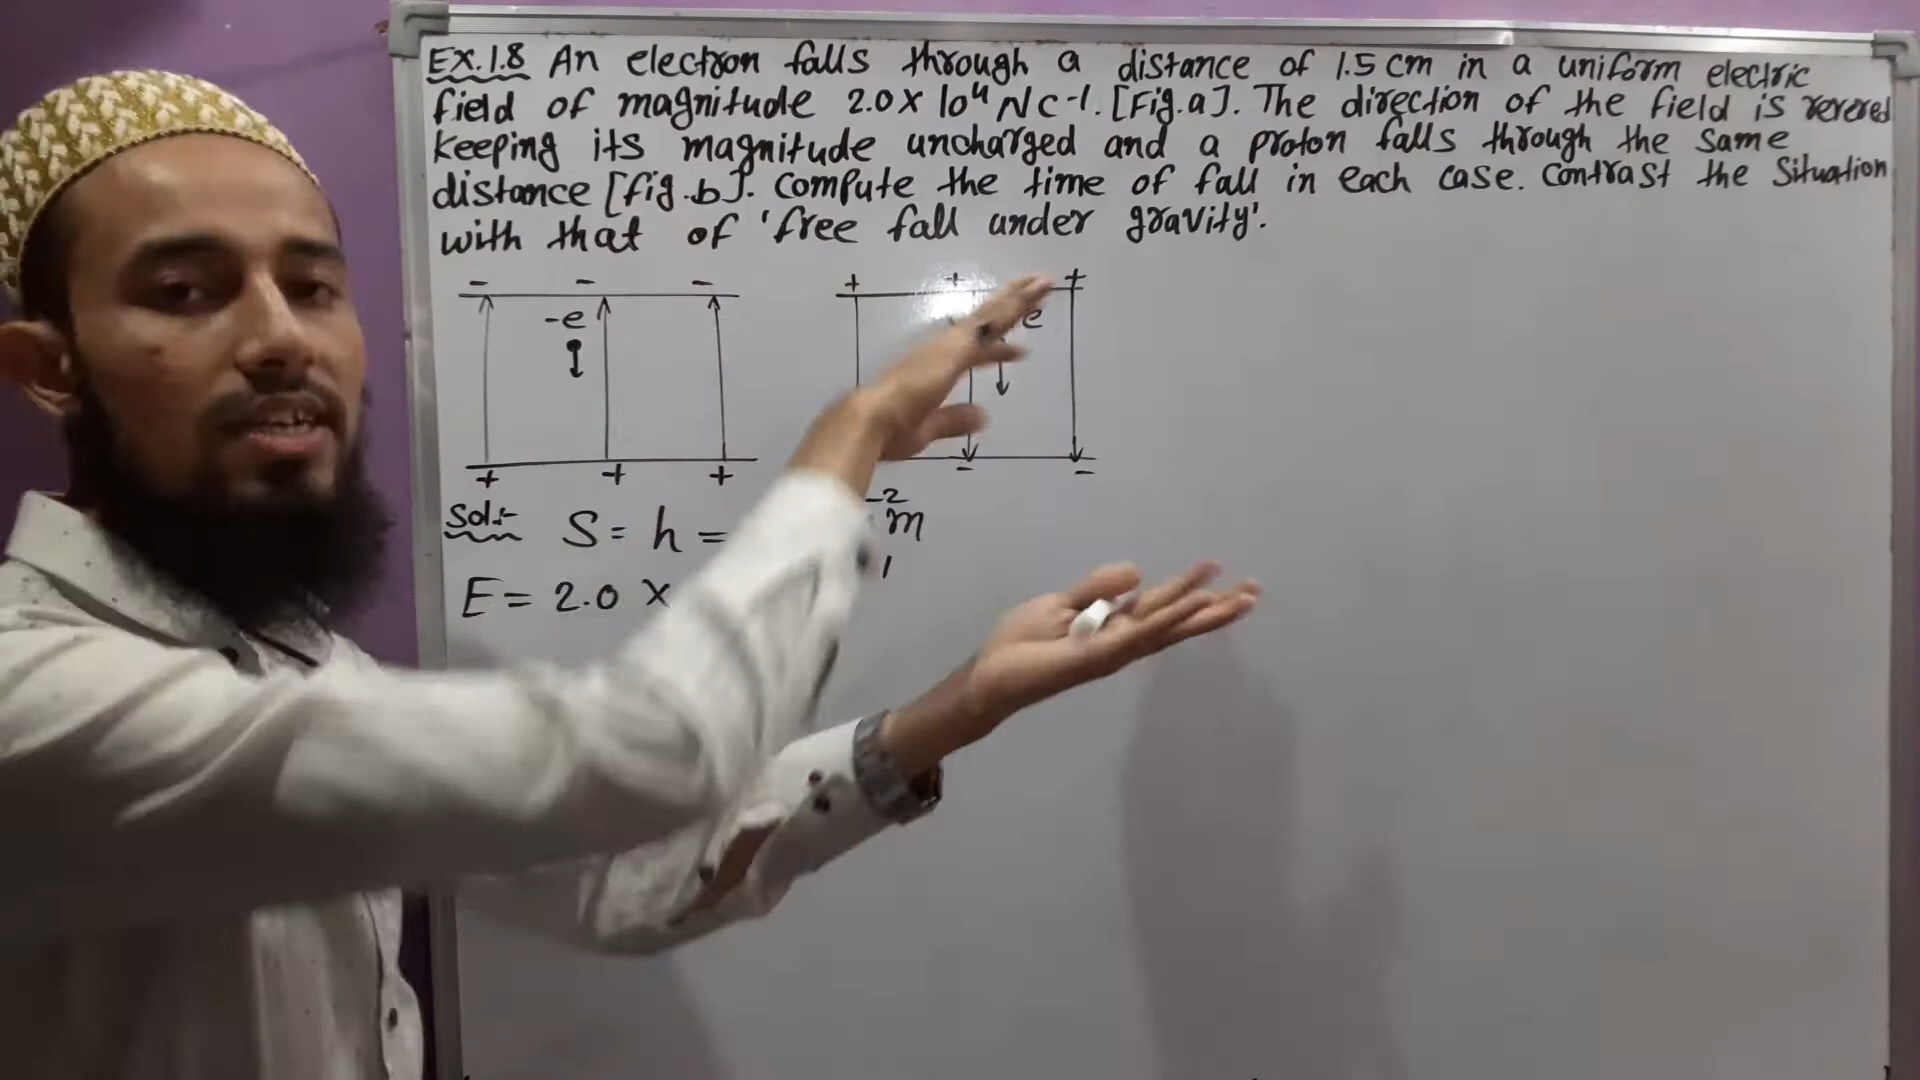 Ex.1.8 An electron falls through a distance of 1.5 cm in a uniform electric
field of magnitude 2.0 × 10⁴ N C-1. [Fig.a]. The direction of the field is revered
keeping its magnitude uncharged and a proton falls through the same
distance [fig.b]. Compute the time of fall in each case. Contrast the Situation
with that of 'free fall under gravity'.
- - - + + +
-e e
+ + + - -
Sol:- S = h = -2 m
E = 2.0 × 1